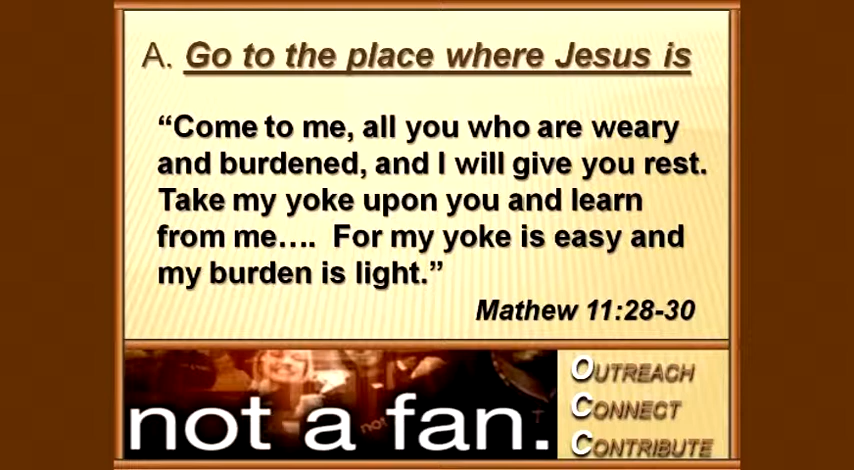 A. Go to the place where Jesus is
“Come to me, all you who are weary
and burdened, and I will give you rest.
Take my yoke upon you and learn
from me…. For my yoke is easy and
my burden is light.”
Mathew 11:28-30
not a fan.
not
OUTREACH
CONNECT
CONTRIBUTE